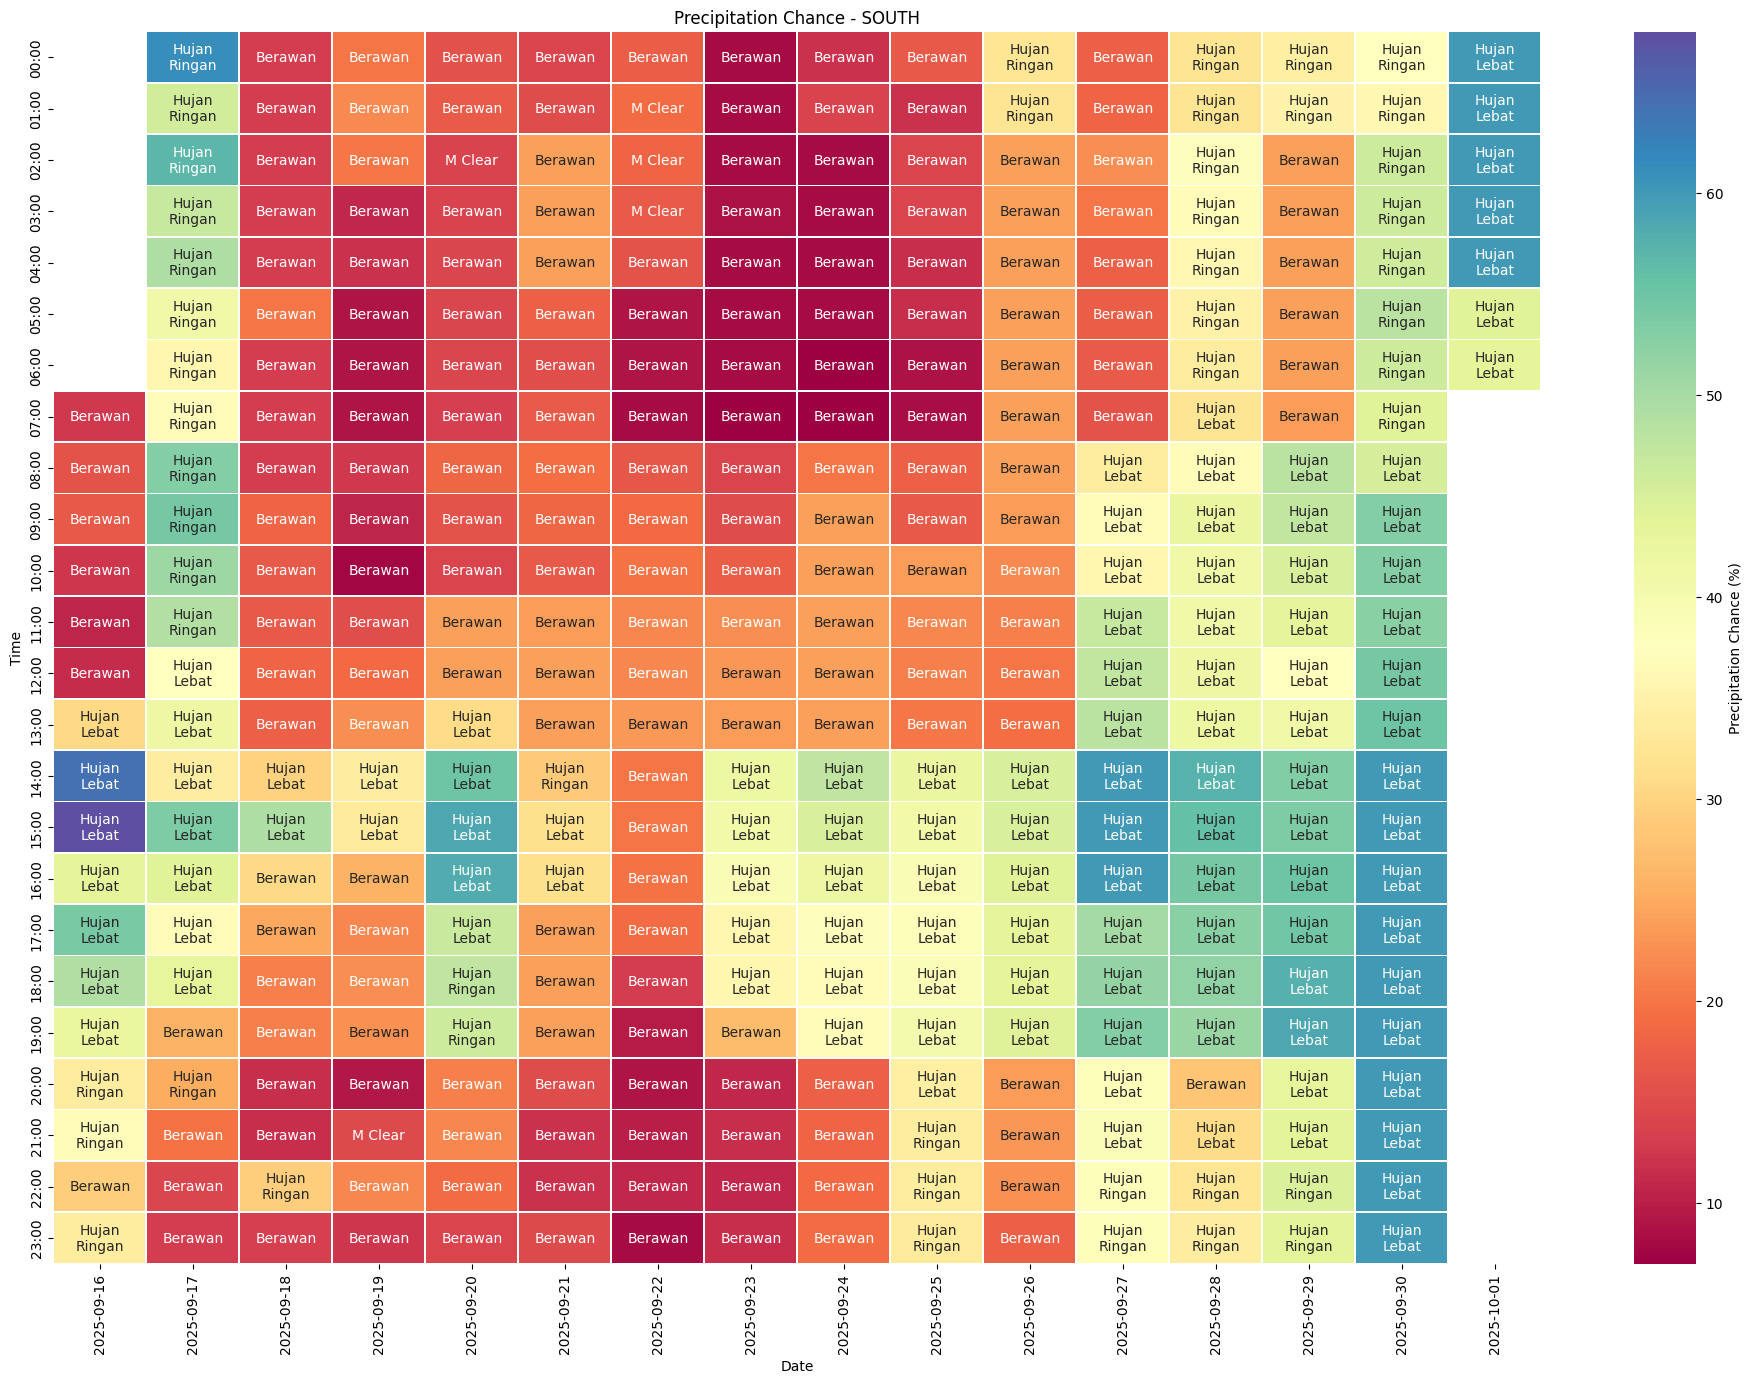 Precipitation Chance - SOUTH
00:00 Hujan Ringan Berawan Berawan Berawan Berawan Berawan Berawan Berawan Berawan Hujan Ringan Berawan Hujan Ringan Hujan Ringan Hujan Ringan Hujan Lebat
01:00 Hujan Ringan Berawan Berawan Berawan Berawan M Clear Berawan Berawan Berawan Hujan Ringan Berawan Hujan Ringan Hujan Ringan Hujan Ringan Hujan Lebat
02:00 Hujan Ringan Berawan Berawan M Clear Berawan M Clear Berawan Berawan Berawan Berawan Berawan Hujan Ringan Berawan Hujan Ringan Hujan Lebat
03:00 Hujan Ringan Berawan Berawan Berawan Berawan M Clear Berawan Berawan Berawan Berawan Berawan Hujan Ringan Berawan Hujan Ringan Hujan Lebat
04:00 Hujan Ringan Berawan Berawan Berawan Berawan Berawan Berawan Berawan Berawan Berawan Berawan Hujan Ringan Berawan Hujan Ringan Hujan Lebat
05:00 Hujan Ringan Berawan Berawan Berawan Berawan Berawan Berawan Berawan Berawan Berawan Berawan Hujan Ringan Berawan Hujan Ringan Hujan Lebat
06:00 Hujan Ringan Berawan Berawan Berawan Berawan Berawan Berawan Berawan Berawan Berawan Berawan Hujan Ringan Berawan Hujan Ringan Hujan Lebat
07:00 Berawan Hujan Ringan Berawan Berawan Berawan Berawan Berawan Berawan Berawan Berawan Berawan Berawan Hujan Lebat Berawan Hujan Ringan
08:00 Berawan Hujan Ringan Berawan Berawan Berawan Berawan Berawan Berawan Berawan Berawan Berawan Hujan Lebat Hujan Lebat Hujan Lebat Hujan Lebat
09:00 Berawan Hujan Ringan Berawan Berawan Berawan Berawan Berawan Berawan Berawan Berawan Berawan Hujan Lebat Hujan Lebat Hujan Lebat Hujan Lebat
10:00 Berawan Hujan Ringan Berawan Berawan Berawan Berawan Berawan Berawan Berawan Berawan Berawan Hujan Lebat Hujan Lebat Hujan Lebat Hujan Lebat
11:00 Berawan Hujan Ringan Berawan Berawan Berawan Berawan Berawan Berawan Berawan Berawan Berawan Hujan Lebat Hujan Lebat Hujan Lebat Hujan Lebat
12:00 Berawan Hujan Lebat Berawan Berawan Berawan Berawan Berawan Berawan Berawan Berawan Berawan Hujan Lebat Hujan Lebat Hujan Lebat Hujan Lebat
13:00 Hujan Lebat Hujan Lebat Berawan Berawan Hujan Lebat Berawan Berawan Berawan Berawan Berawan Berawan Hujan Lebat Hujan Lebat Hujan Lebat Hujan Lebat
14:00 Hujan Lebat Hujan Lebat Hujan Lebat Hujan Lebat Hujan Lebat Hujan Ringan Berawan Hujan Lebat Hujan Lebat Hujan Lebat Hujan Lebat Hujan Lebat Hujan Lebat Hujan Lebat Hujan Lebat
15:00 Hujan Lebat Hujan Lebat Hujan Lebat Hujan Lebat Hujan Lebat Hujan Lebat Berawan Hujan Lebat Hujan Lebat Hujan Lebat Hujan Lebat Hujan Lebat Hujan Lebat Hujan Lebat Hujan Lebat
16:00 Hujan Lebat Hujan Lebat Berawan Berawan Hujan Lebat Hujan Lebat Berawan Hujan Lebat Hujan Lebat Hujan Lebat Hujan Lebat Hujan Lebat Hujan Lebat Hujan Lebat Hujan Lebat
17:00 Hujan Lebat Hujan Lebat Berawan Berawan Hujan Lebat Berawan Berawan Hujan Lebat Hujan Lebat Hujan Lebat Hujan Lebat Hujan Lebat Hujan Lebat Hujan Lebat Hujan Lebat
18:00 Hujan Lebat Hujan Lebat Berawan Berawan Hujan Ringan Berawan Berawan Hujan Lebat Hujan Lebat Hujan Lebat Hujan Lebat Hujan Lebat Hujan Lebat Hujan Lebat Hujan Lebat
19:00 Hujan Lebat Berawan Berawan Berawan Hujan Ringan Berawan Berawan Berawan Hujan Lebat Hujan Lebat Hujan Lebat Hujan Lebat Hujan Lebat Hujan Lebat Hujan Lebat
20:00 Hujan Ringan Hujan Ringan Berawan Berawan Berawan Berawan Berawan Berawan Berawan Hujan Lebat Berawan Hujan Lebat Berawan Hujan Lebat Hujan Lebat
21:00 Hujan Ringan Berawan Berawan M Clear Berawan Berawan Berawan Berawan Berawan Hujan Ringan Berawan Hujan Lebat Hujan Lebat Hujan Lebat Hujan Lebat
22:00 Berawan Berawan Hujan Ringan Berawan Berawan Berawan Berawan Berawan Berawan Hujan Ringan Berawan Hujan Ringan Hujan Ringan Hujan Ringan Hujan Lebat
23:00 Hujan Ringan Berawan Berawan Berawan Berawan Berawan Berawan Berawan Berawan Hujan Ringan Berawan Hujan Ringan Hujan Ringan Hujan Ringan Hujan Lebat
Time
2025-09-16 2025-09-17 2025-09-18 2025-09-19 2025-09-20 2025-09-21 2025-09-22 2025-09-23 2025-09-24 2025-09-25 2025-09-26 2025-09-27 2025-09-28 2025-09-29 2025-09-30 2025-10-01
Date
60
50
40
30
20
10
Precipitation Chance (%)